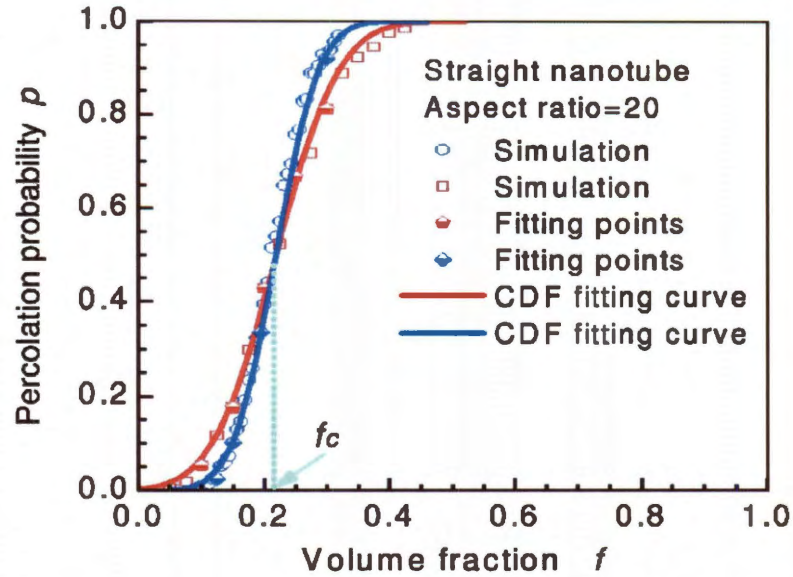 1.0
0.8
0.6
0.4
0.2
0.0
Percolation probability p
Straight nanotube
Aspect ratio=20
Simulation
Simulation
Fitting points
Fitting points
CDF fitting curve
CDF fitting curve
fc
0.0 0.2 0.4 0.6 0.8 1.0
Volume fraction f